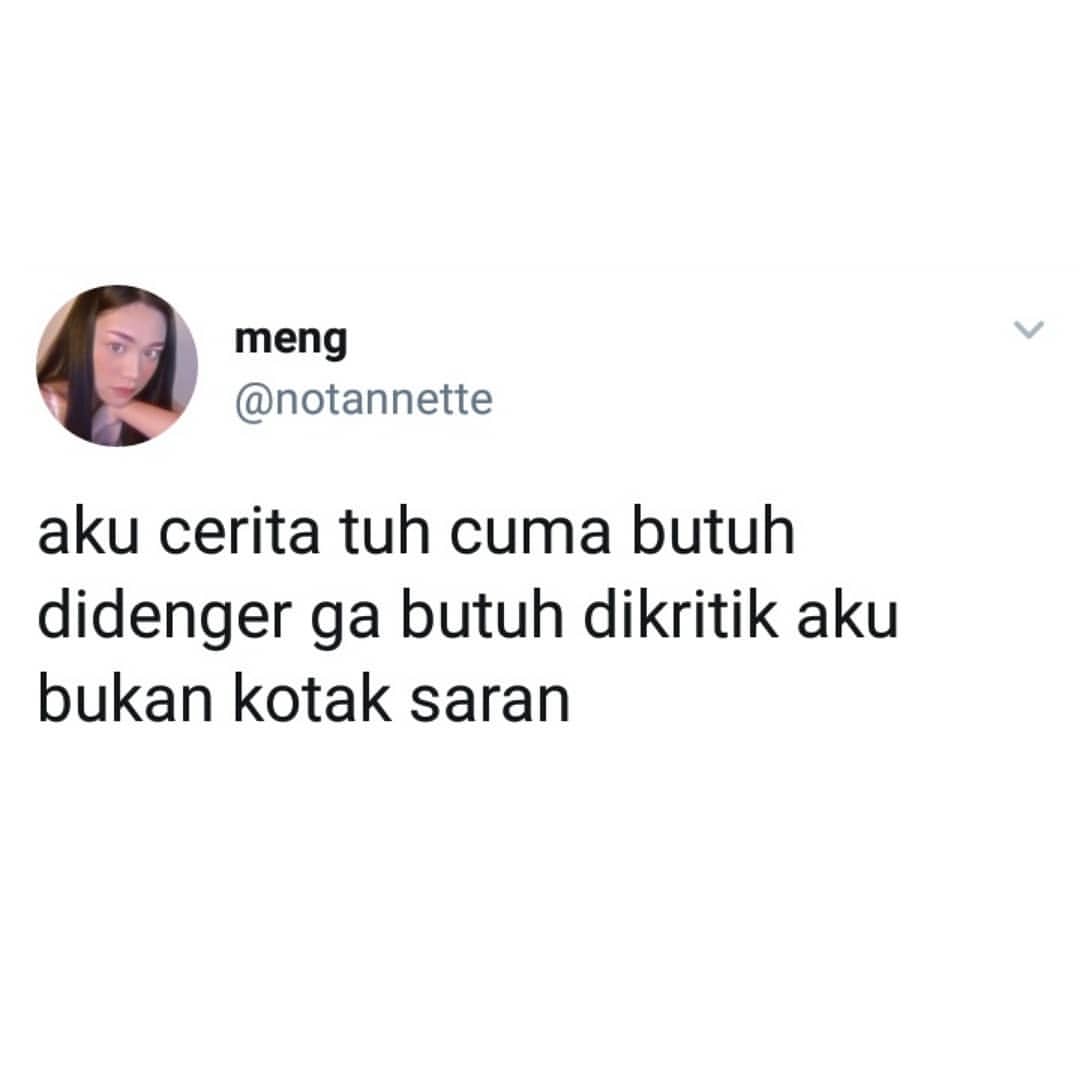 meng
@notannette
aku cerita tuh cuma butuh
didenger ga butuh dikritik aku
bukan kotak saran